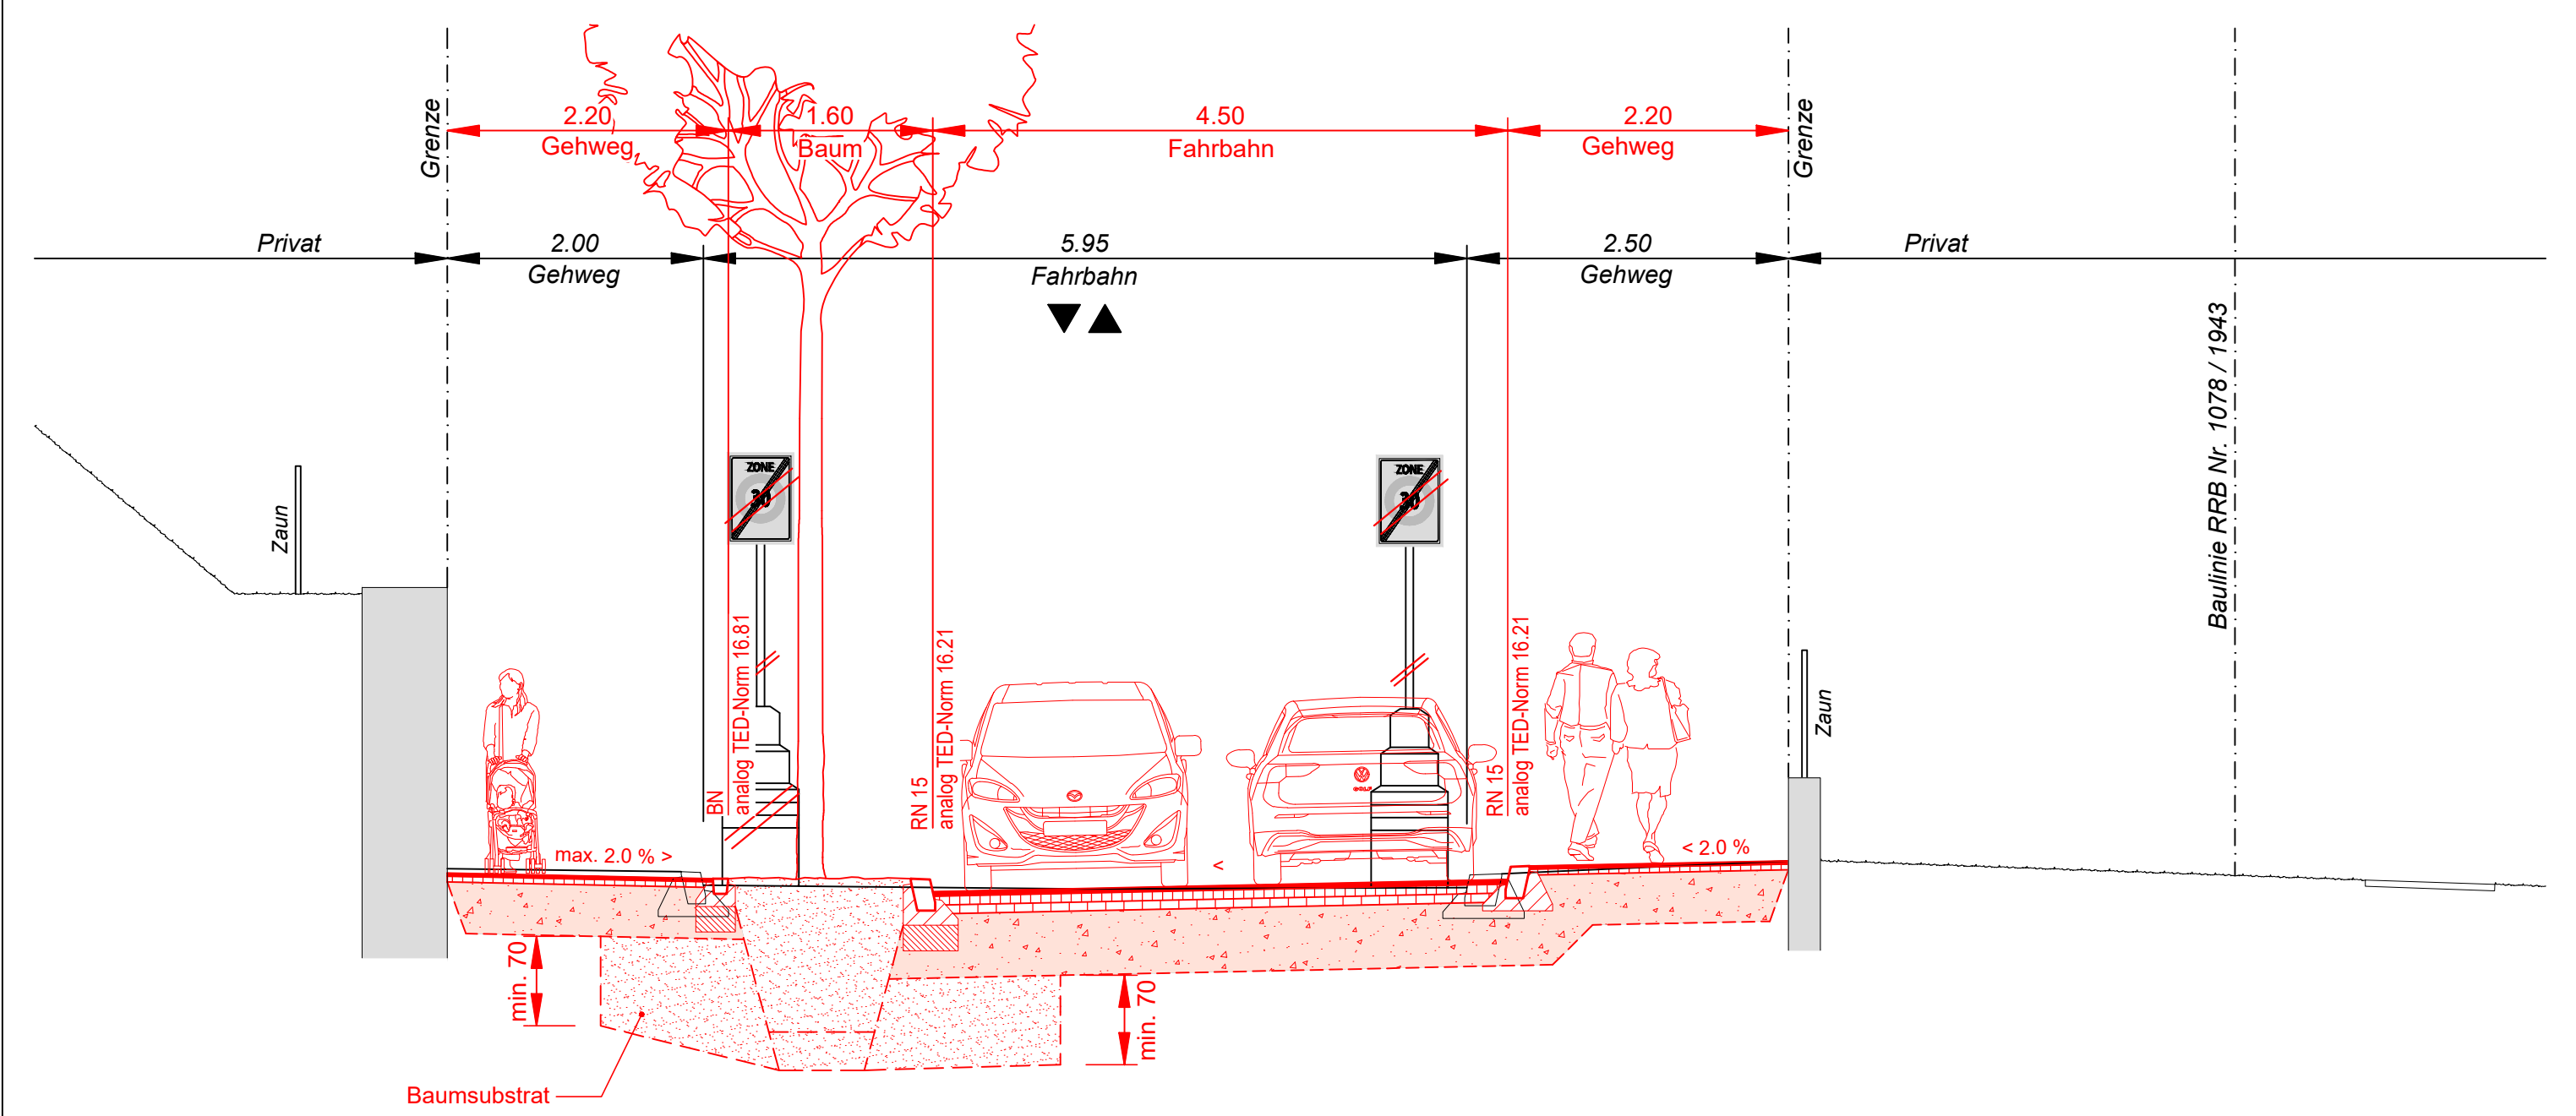 2.20
Gehweg
1.60
Baum
4.50
Fahrbahn
2.20
Gehweg
Grenze
Grenze
Privat
2.00
Gehweg
5.95
Fahrbahn
2.50
Gehweg
Privat
Baulinie RRB Nr. 1078 / 1943
ZONE
30
ZONE
30
Zaun
Zaun
BN
analog TED-Norm 16.81
RN 15
analog TED-Norm 16.21
RN 15
analog TED-Norm 16.21
GOLF
max. 2.0 % >
<
< 2.0 %
min. 70
min. 70
Baumsubstrat